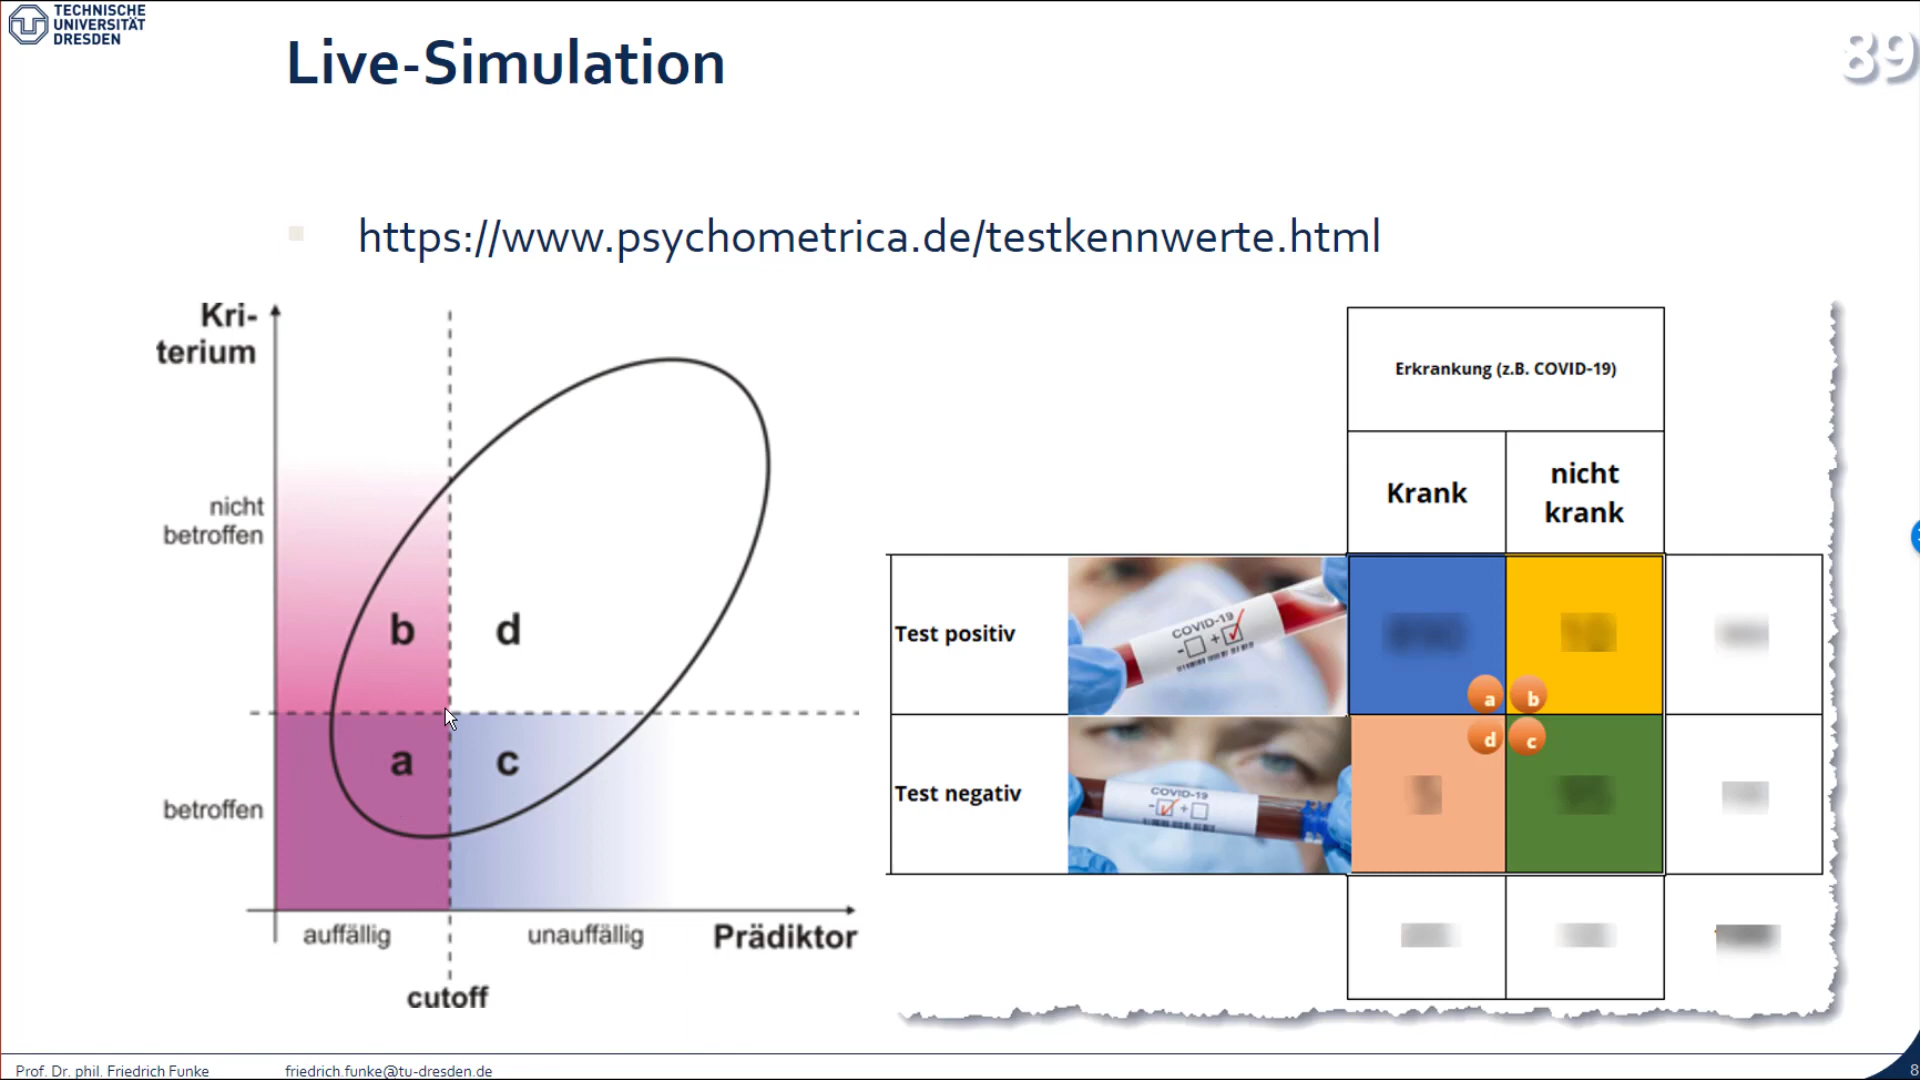 TECHNISCHE
UNIVERSITÄT
DRESDEN
Live-Simulation
89
https://www.psychometrica.de/testkennwerte.html
Kri-
terium
nicht
betroffen
betroffen
b
d
a
c
auffällig
unauffällig
Prädiktor
cutoff
Erkrankung (z.B. COVID-19)
Krank
nicht
krank
Test positiv
COVID-19
- +
a
b
Test negativ
COVID-19
- +
d
c
Prof. Dr. phil. Friedrich Funke
friedrich.funke@tu-dresden.de
8